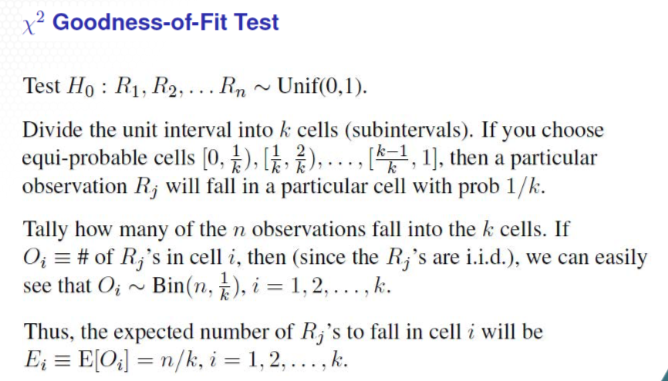 χ² Goodness-of-Fit Test
Test H₀ : R₁, R₂, … Rₙ ~ Unif(0,1).
Divide the unit interval into k cells (subintervals). If you choose
equi-probable cells [0, 1/k), [1/k, 2/k), …, [k−1/k, 1], then a particular
observation Rⱼ will fall in a particular cell with prob 1/k.
Tally how many of the n observations fall into the k cells. If
Oᵢ ≡ # of Rⱼ's in cell i, then (since the Rⱼ's are i.i.d.), we can easily
see that Oᵢ ~ Bin(n, 1/k), i = 1, 2, …, k.
Thus, the expected number of Rⱼ's to fall in cell i will be
Eᵢ ≡ E[Oᵢ] = n/k, i = 1, 2, …, k.